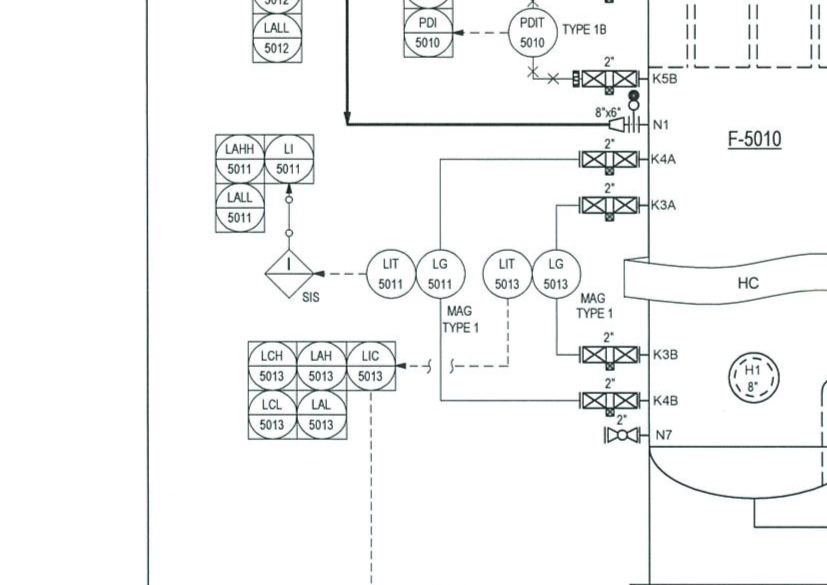 5012
LALL
5012
PDI
5010
PDIT
5010
TYPE 1B
2"
K5B
8"x6"
N1
F-5010
LAHH
5011
LI
5011
LALL
5011
2"
K4A
2"
K3A
I
SIS
LIT
5011
LG
5011
LIT
5013
LG
5013
HC
MAG
TYPE 1
MAG
TYPE 1
LCH
5013
LAH
5013
LIC
5013
LCL
5013
LAL
5013
2"
K3B
H1
8"
2"
K4B
2"
N7